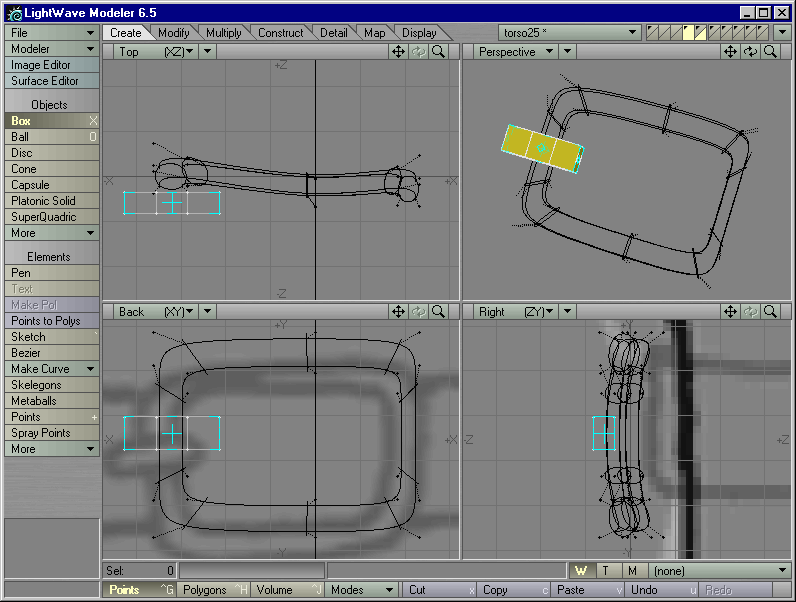 LightWave Modeler 6.5
File
Create Modify Multiply Construct Detail Map Display
torso25 *
Modeler
Top (XZ)
Perspective
Image Editor
Surface Editor
Objects
Box X
Ball O
Disc
Cone
Capsule
Platonic Solid
SuperQuadric
More
Elements
Pen
Text
Make Pol
Points to Polys
Sketch `
Bezier
Make Curve
Skelegons
Metaballs
Points +
Spray Points
More
+Z
-X
+X
-Z
Back (XY)
Right (ZY)
+Y
-X
+X
-Y
+Y
-Z
+Z
-Y
Sel: 0
W T M (none)
Points ^G Polygons ^H Volume ^J Modes Cut x Copy c Paste v Undo u Redo